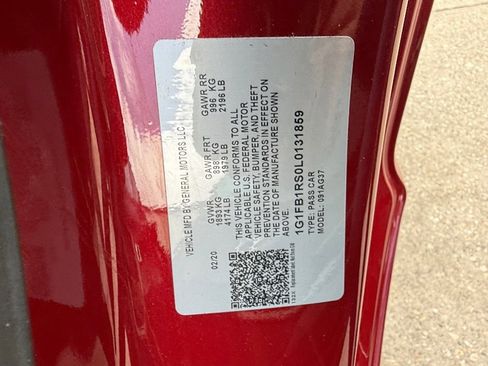 VEHICLE MFD BY GENERAL MOTORS LLC
02/20 GVWR GAWR FRT GAWR RR
1893 KG 898 KG 996 KG
4174 LB 1979 LB 2196 LB
THIS VEHICLE CONFORMS TO ALL
APPLICABLE U.S. FEDERAL MOTOR
VEHICLE SAFETY, BUMPER, AND THEFT
PREVENTION STANDARDS IN EFFECT ON
THE DATE OF MANUFACTURE SHOWN
ABOVE.
1G1FB1RS0L0131859
TYPE: PASS CAR
MODEL: 091AG37